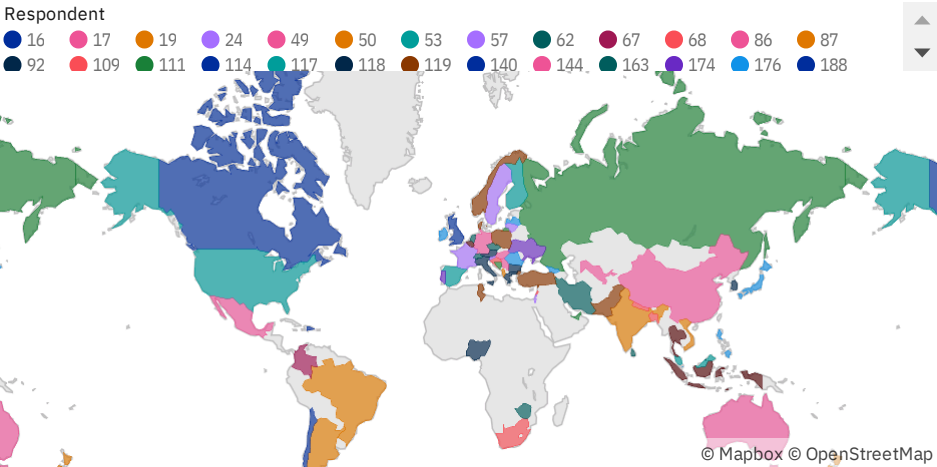 Respondent
16 17 19 24 49 50 53 57 62 67 68 86 87
92 109 111 114 117 118 119 140 144 163 174 176 188
© Mapbox © OpenStreetMap